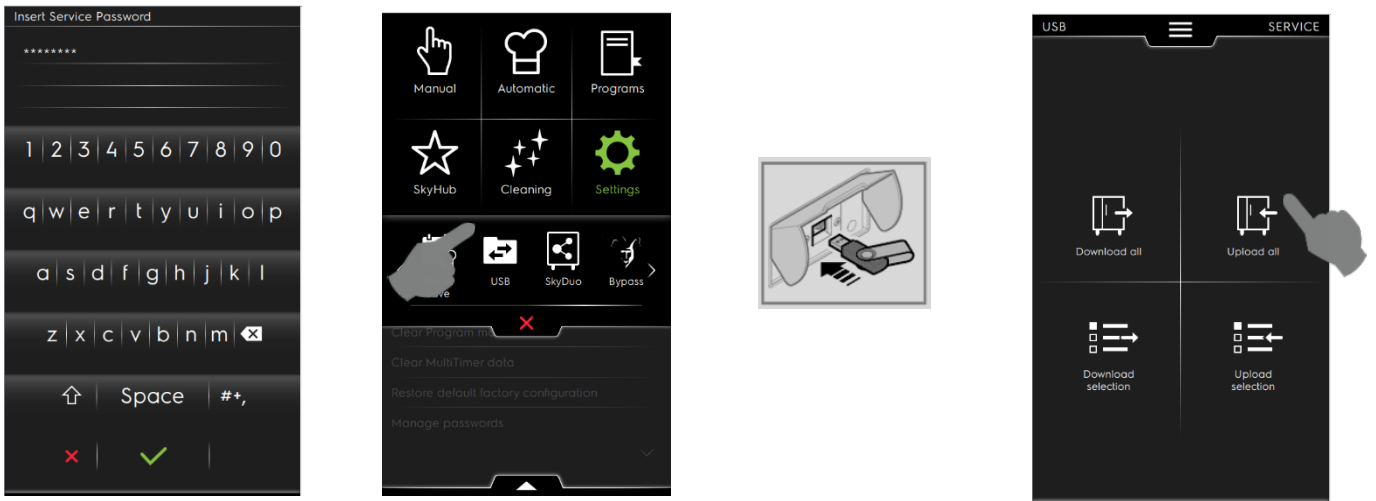 Insert Service Password
********
1 2 3 4 5 6 7 8 9 0
q w e r t y u i o p
a s d f g h j k l
z x c v b n m
Space #+,
Manual Automatic Programs
SkyHub Cleaning Settings
USB SkyDuo Bypass
Clear Program
Clear MultiTimer data
Restore default factory configuration
Manage passwords
USB SERVICE
Download all Upload all
Download selection
Upload selection